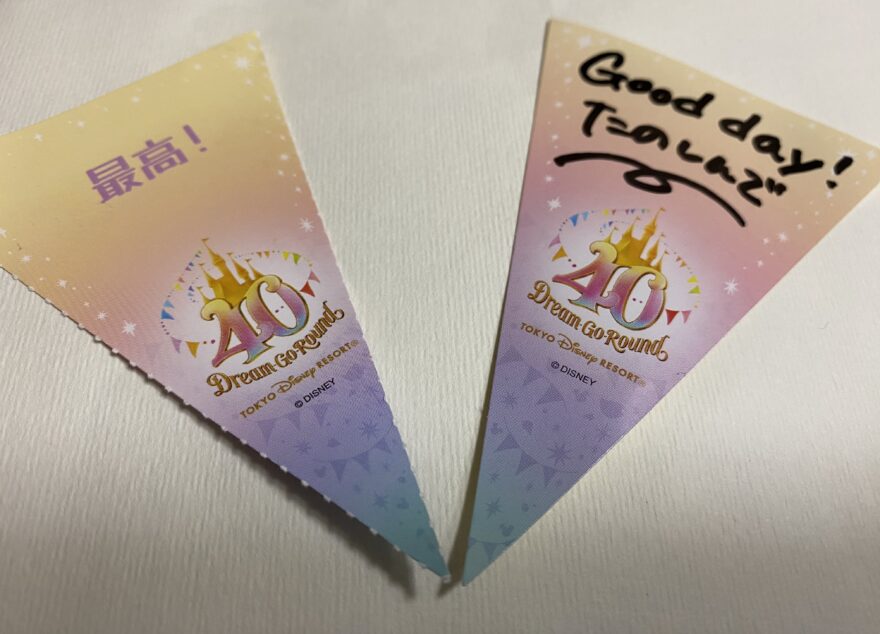 最高!
40
Dream-Go-Round
TOKYO Disney RESORT®
© DISNEY
Good day!
たのしんで
40
Dream-Go-Round
TOKYO Disney RESORT®
© DISNEY